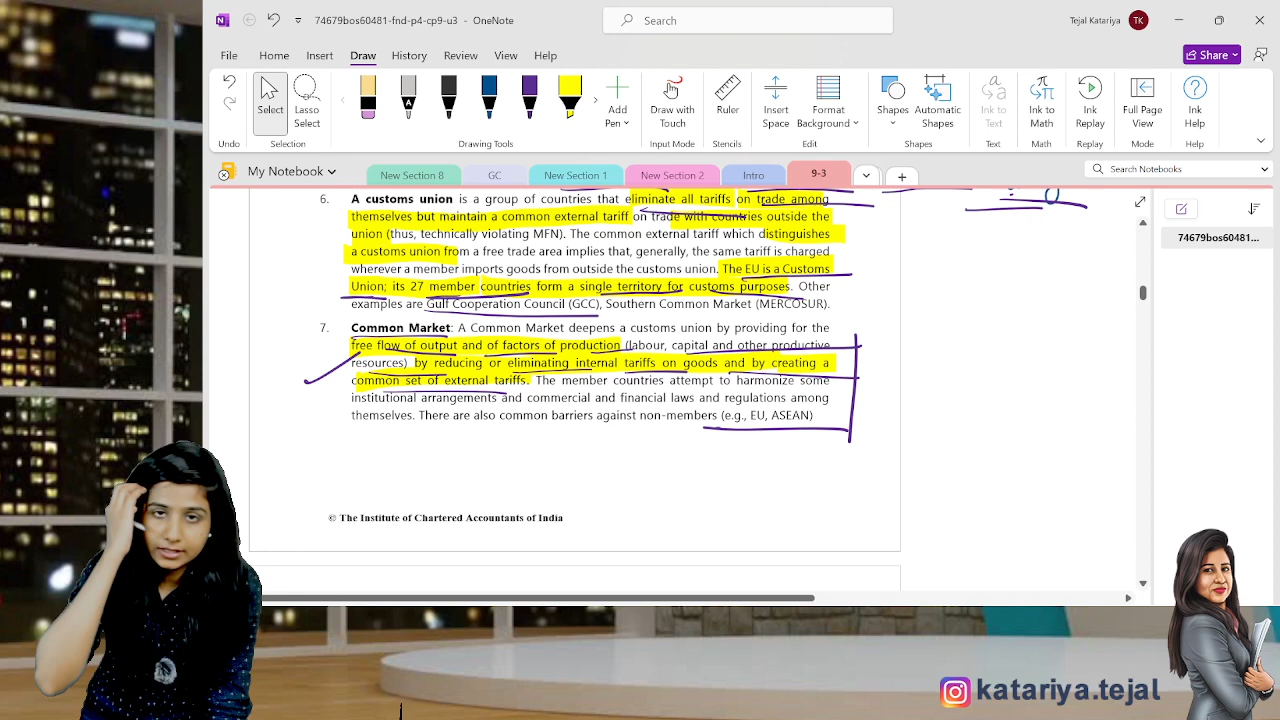 74679bos60481-fnd-p4-cp9-u3 - OneNote
Search
Tejal Katariya
TK
File Home Insert Draw History Review View Help
Share
Undo
Select
Lasso Select
Selection
Drawing Tools
Add Pen
Draw with Touch
Input Mode
Ruler
Stencils
Insert Space
Format Background
Edit
Shapes
Automatic Shapes
Ink to Text
Ink to Math
Math
Ink Replay
Replay
Full Page View
Mode
Ink Help
Help
My Notebook
New Section 8
GC
New Section 1
New Section 2
Intro
9-3
Search Notebooks
74679bos60481...
6. A customs union is a group of countries that eliminate all tariffs on trade among
themselves but maintain a common external tariff on trade with countries outside the
union (thus, technically violating MFN). The common external tariff which distinguishes
a customs union from a free trade area implies that, generally, the same tariff is charged
wherever a member imports goods from outside the customs union. The EU is a Customs
Union; its 27 member countries form a single territory for customs purposes. Other
examples are Gulf Cooperation Council (GCC), Southern Common Market (MERCOSUR).
7. Common Market: A Common Market deepens a customs union by providing for the
free flow of output and of factors of production (labour, capital and other productive
resources) by reducing or eliminating internal tariffs on goods and by creating a
common set of external tariffs. The member countries attempt to harmonize some
institutional arrangements and commercial and financial laws and regulations among
themselves. There are also common barriers against non-members (e.g., EU, ASEAN)
© The Institute of Chartered Accountants of India
katariya.tejal